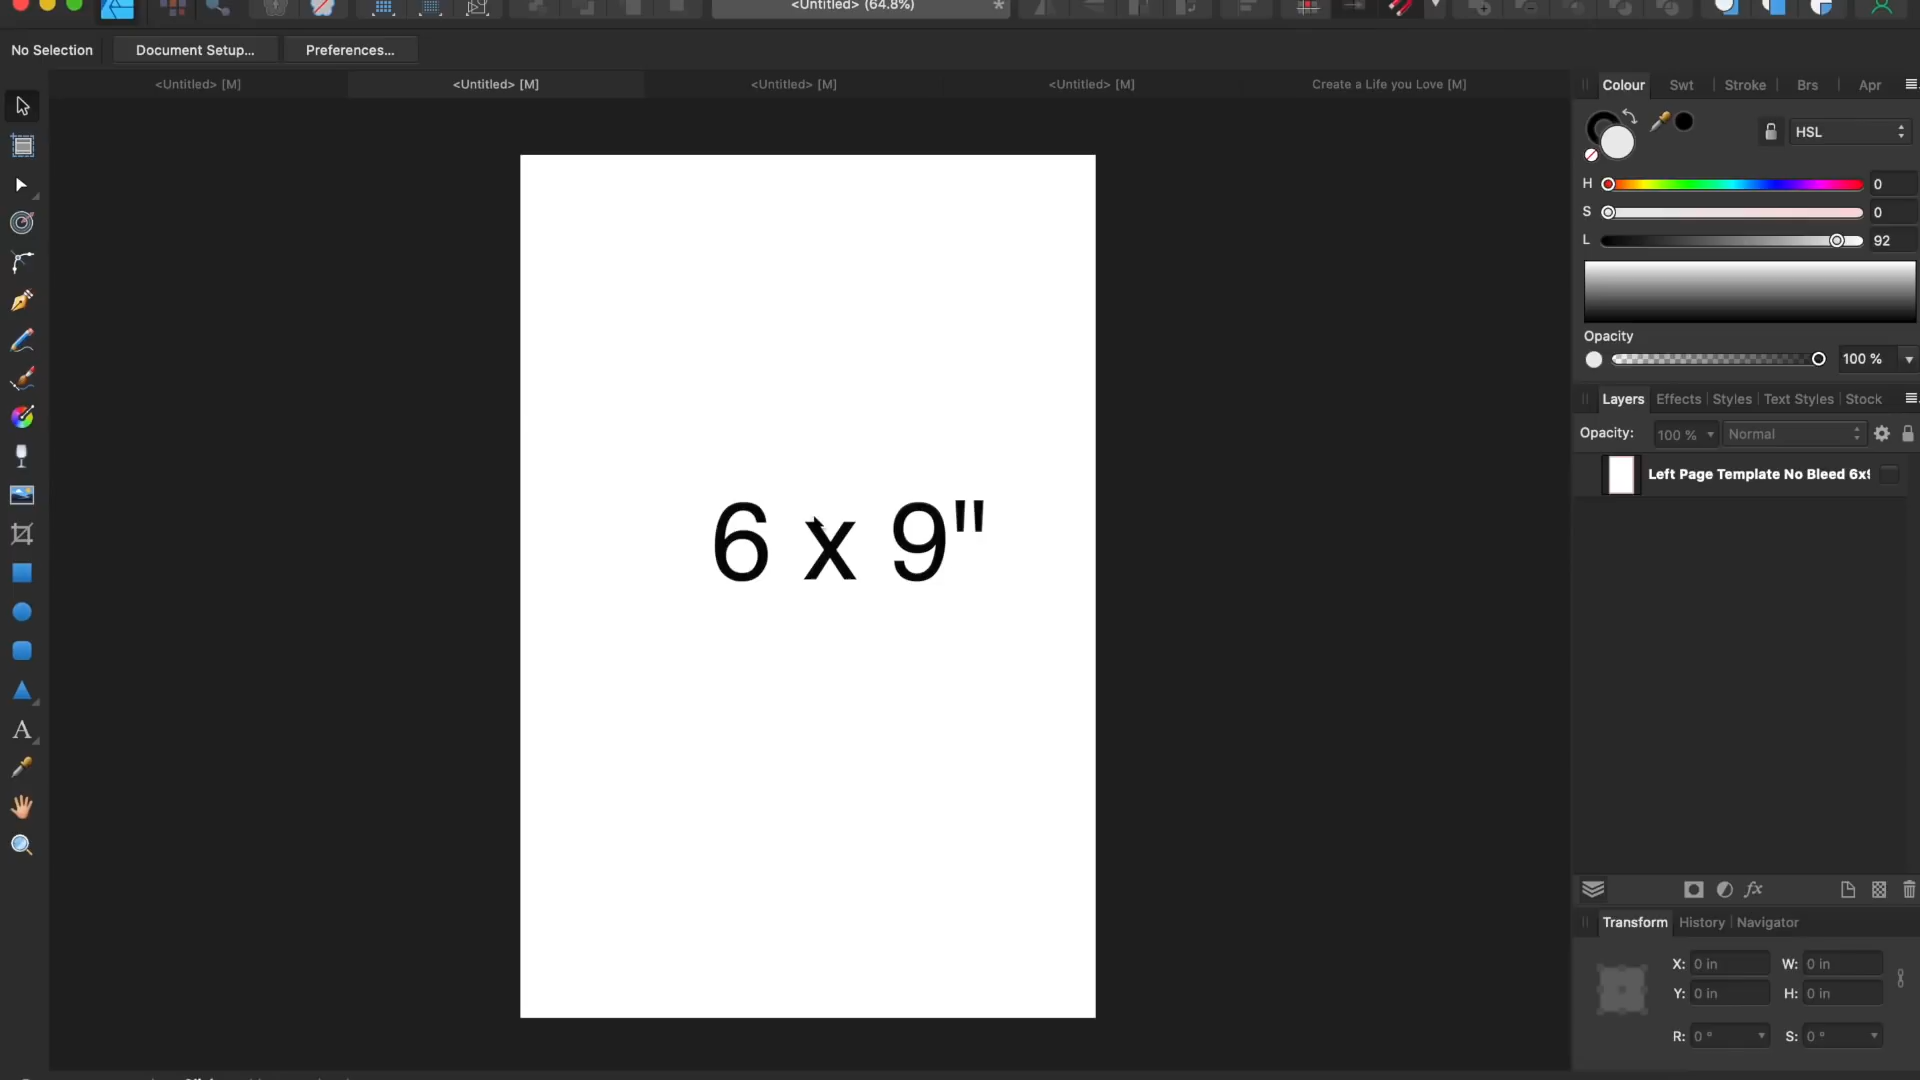 <Untitled> (64.8%)
*
No Selection
Document Setup...
Preferences...
<Untitled> [M]
<Untitled> [M]
<Untitled> [M]
<Untitled> [M]
Create a Life you Love [M]
6 x 9"
Colour Swt Stroke Brs Apr
HSL
H 0
S 0
L 92
Opacity
100 %
Layers Effects Styles Text Styles Stock
Opacity: 100 % Normal
Left Page Template No Bleed 6x9
fx
Transform History Navigator
X: 0 in W: 0 in
Y: 0 in H: 0 in
R: 0 ° S: 0 °
A